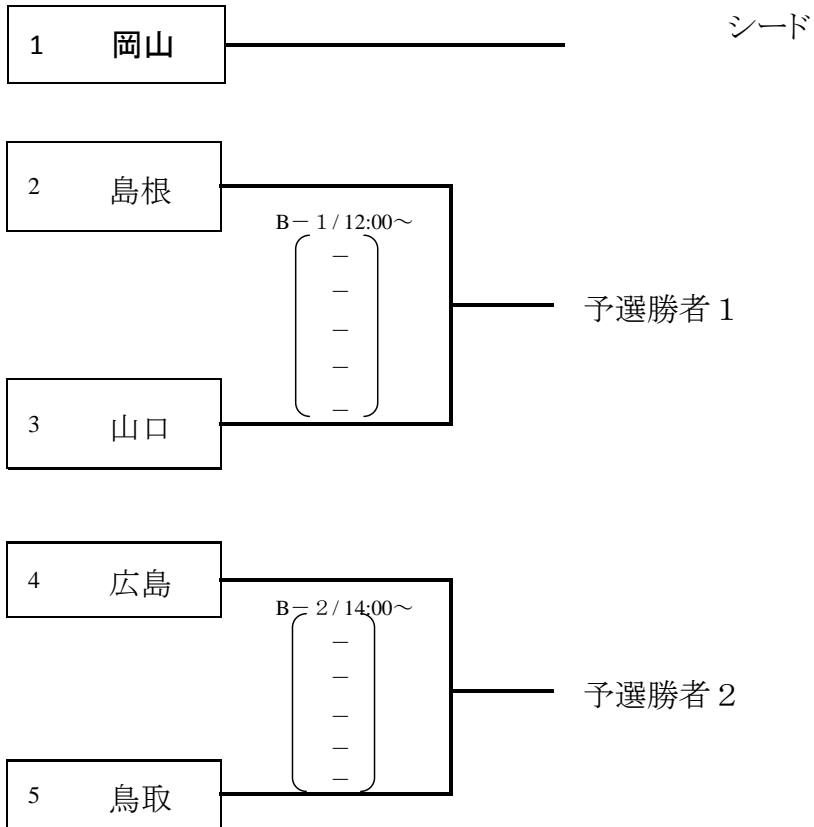 シード
1 岡山
2 島根
B－１/12:00～
－
－
－
－
－
予選勝者１
3 山口
4 広島
B－２/14:00～
－
－
－
－
－
予選勝者２
5 鳥取